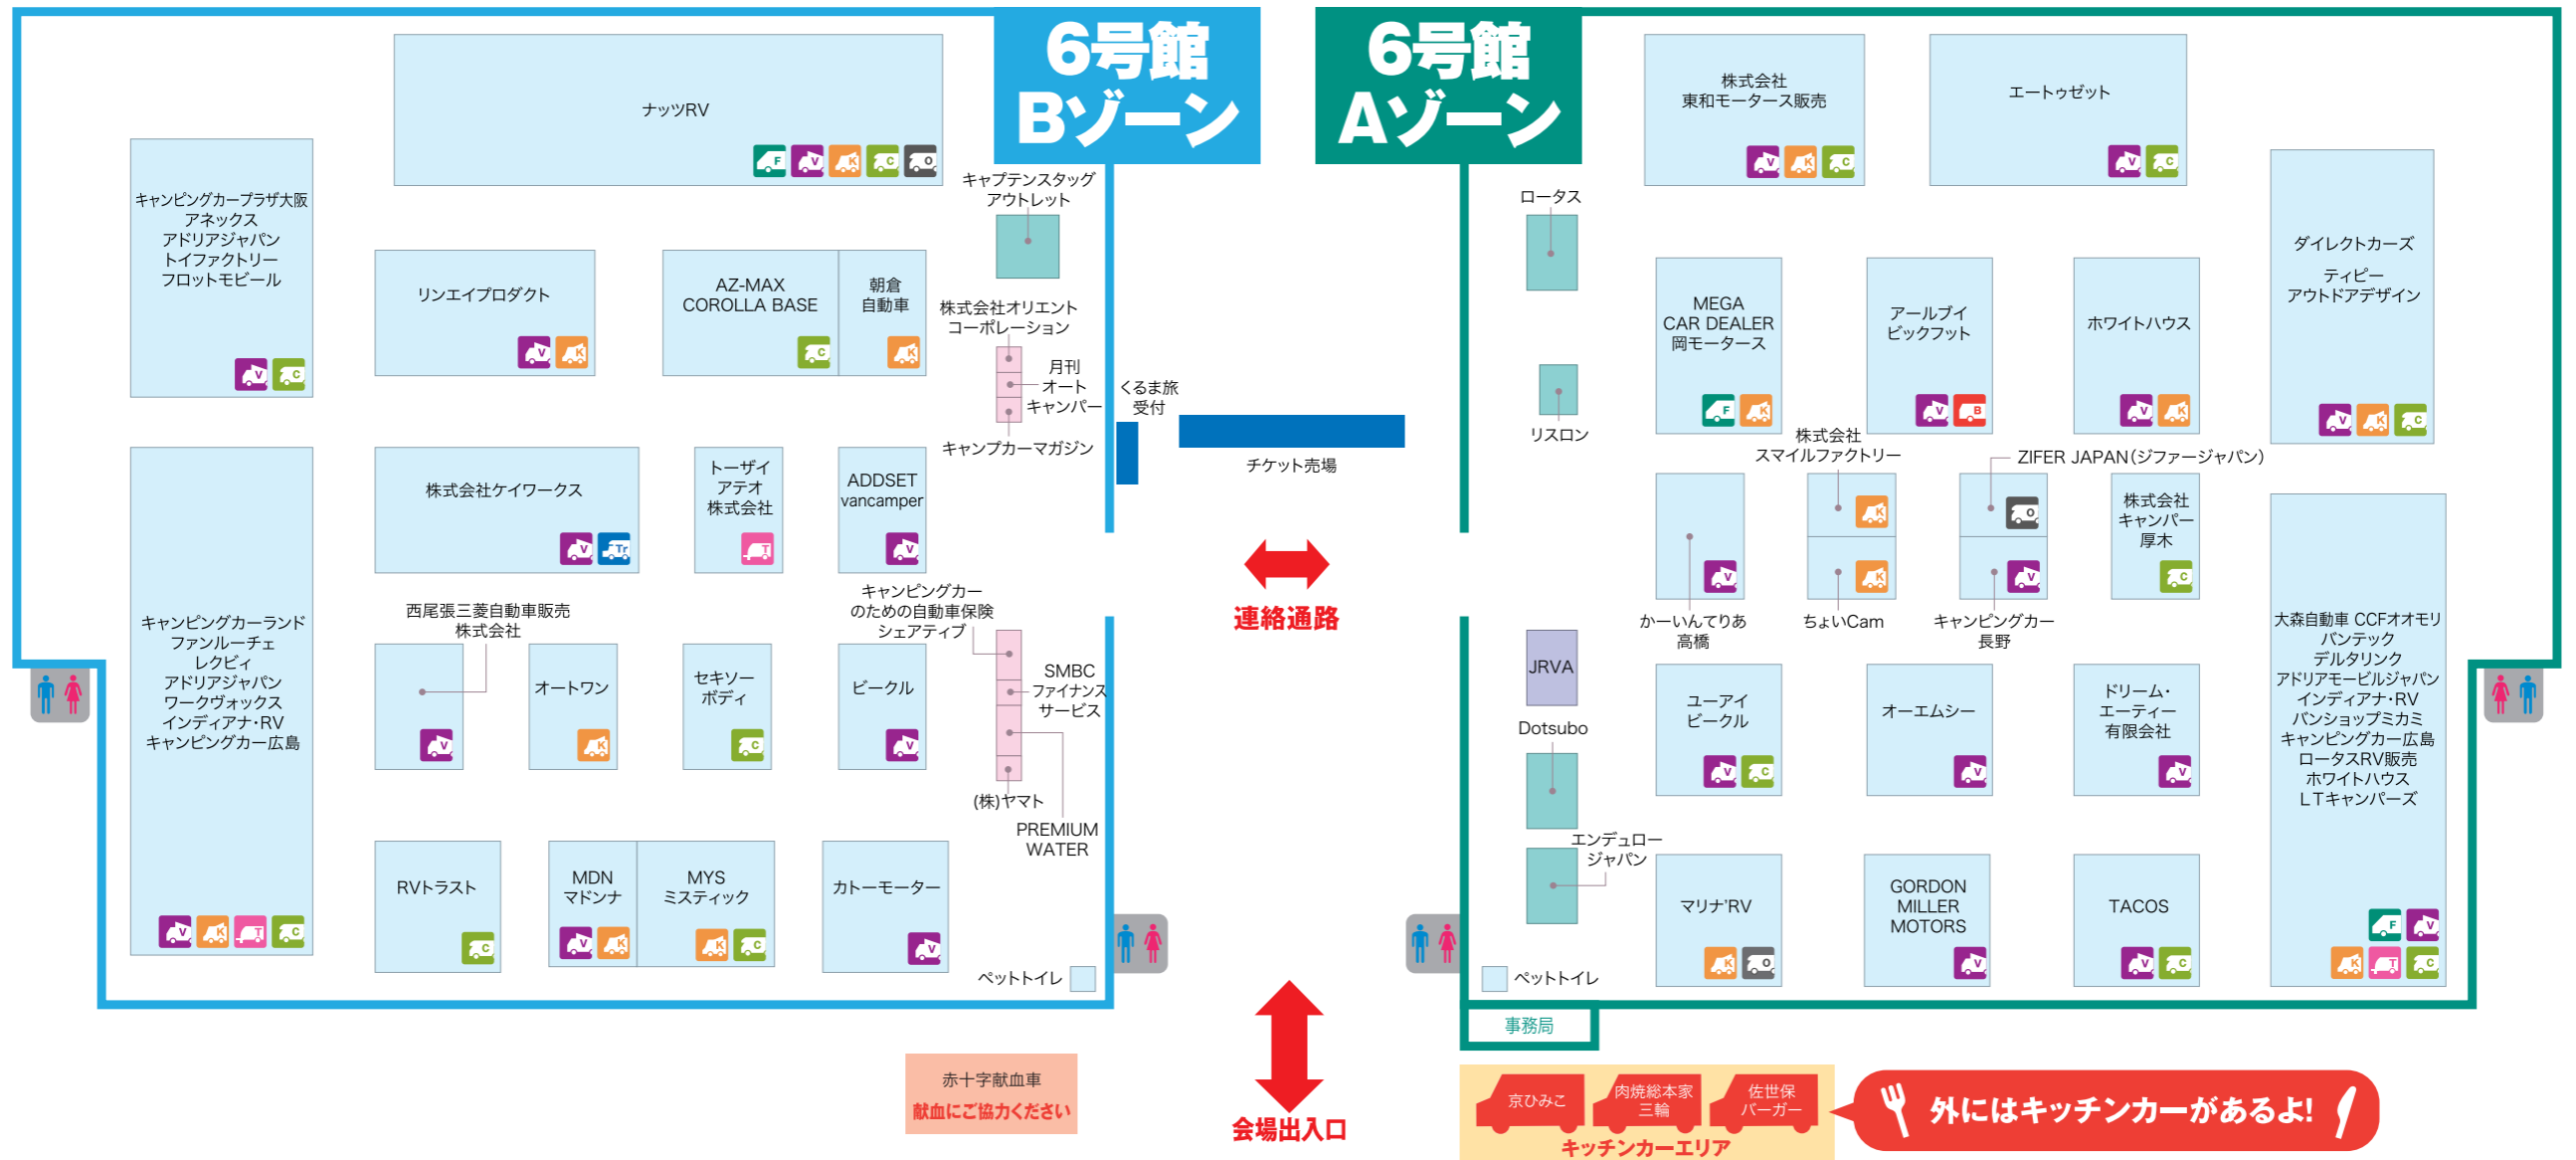 6号館
Bゾーン
ナッツRV
F V K C O
キャンピングカープラザ大阪
アネックス
アドリアジャパン
トイファクトリー
フロットモビール
V C
リンエイプロダクト
V K
AZ-MAX
COROLLA BASE
C
朝倉
自動車
K
キャプテンスタッグ
アウトレット
株式会社オリエント
コーポレーション
月刊
オート
キャンパー
キャンプカーマガジン
くるま旅
受付
チケット売場
株式会社ケイワークス
V Tr
トーザイ
アテオ
株式会社
T
ADDSET
vancamper
V
キャンピングカーランド
ファンルーチェ
レクビィ
アドリアジャパン
ワークヴォックス
インディアナ・RV
キャンピングカー広島
V K T C
西尾張三菱自動車販売
株式会社
V
オートワン
K
セキソー
ボディ
C
ビークル
V
キャンピングカー
のための自動車保険
シェアティブ
SMBC
ファイナンス
サービス
(株)ヤマト
PREMIUM
WATER
RVトラスト
C
MDN
マドンナ
V K
MYS
ミスティック
K C
カトーモーター
V
ペットトイレ
連絡通路
会場出入口
赤十字献血車
献血にご協力ください
6号館
Aゾーン
株式会社
東和モータース販売
V K C
エートゥゼット
V C
ロータス
リスロン
MEGA
CAR DEALER
岡モータース
F K
アールブイ
ビックフット
V B
ホワイトハウス
V K
ダイレクトカーズ
ティピー
アウトドアデザイン
V K C
かーいんてりあ
高橋
V
株式会社
スマイルファクトリー
K
ちょいCam
K
ZIFER JAPAN(ジファージャパン)
O
キャンピングカー
長野
V
株式会社
キャンパー
厚木
C
JRVA
Dotsubo
エンデュロー
ジャパン
ユーアイ
ビークル
V C
オーエムシー
V
ドリーム・
エーティー
有限会社
V
大森自動車 CCFオオモリ
バンテック
デルタリンク
アドリアモービルジャパン
インディアナ・RV
バンショップミカミ
キャンピングカー広島
ロータスRV販売
ホワイトハウス
LTキャンパーズ
F V
K T C
マリナ'RV
K O
GORDON
MILLER
MOTORS
V
TACOS
V C
ペットトイレ
事務局
京ひみこ
肉焼総本家
三輪
佐世保
バーガー
キッチンカーエリア
外にはキッチンカーがあるよ!